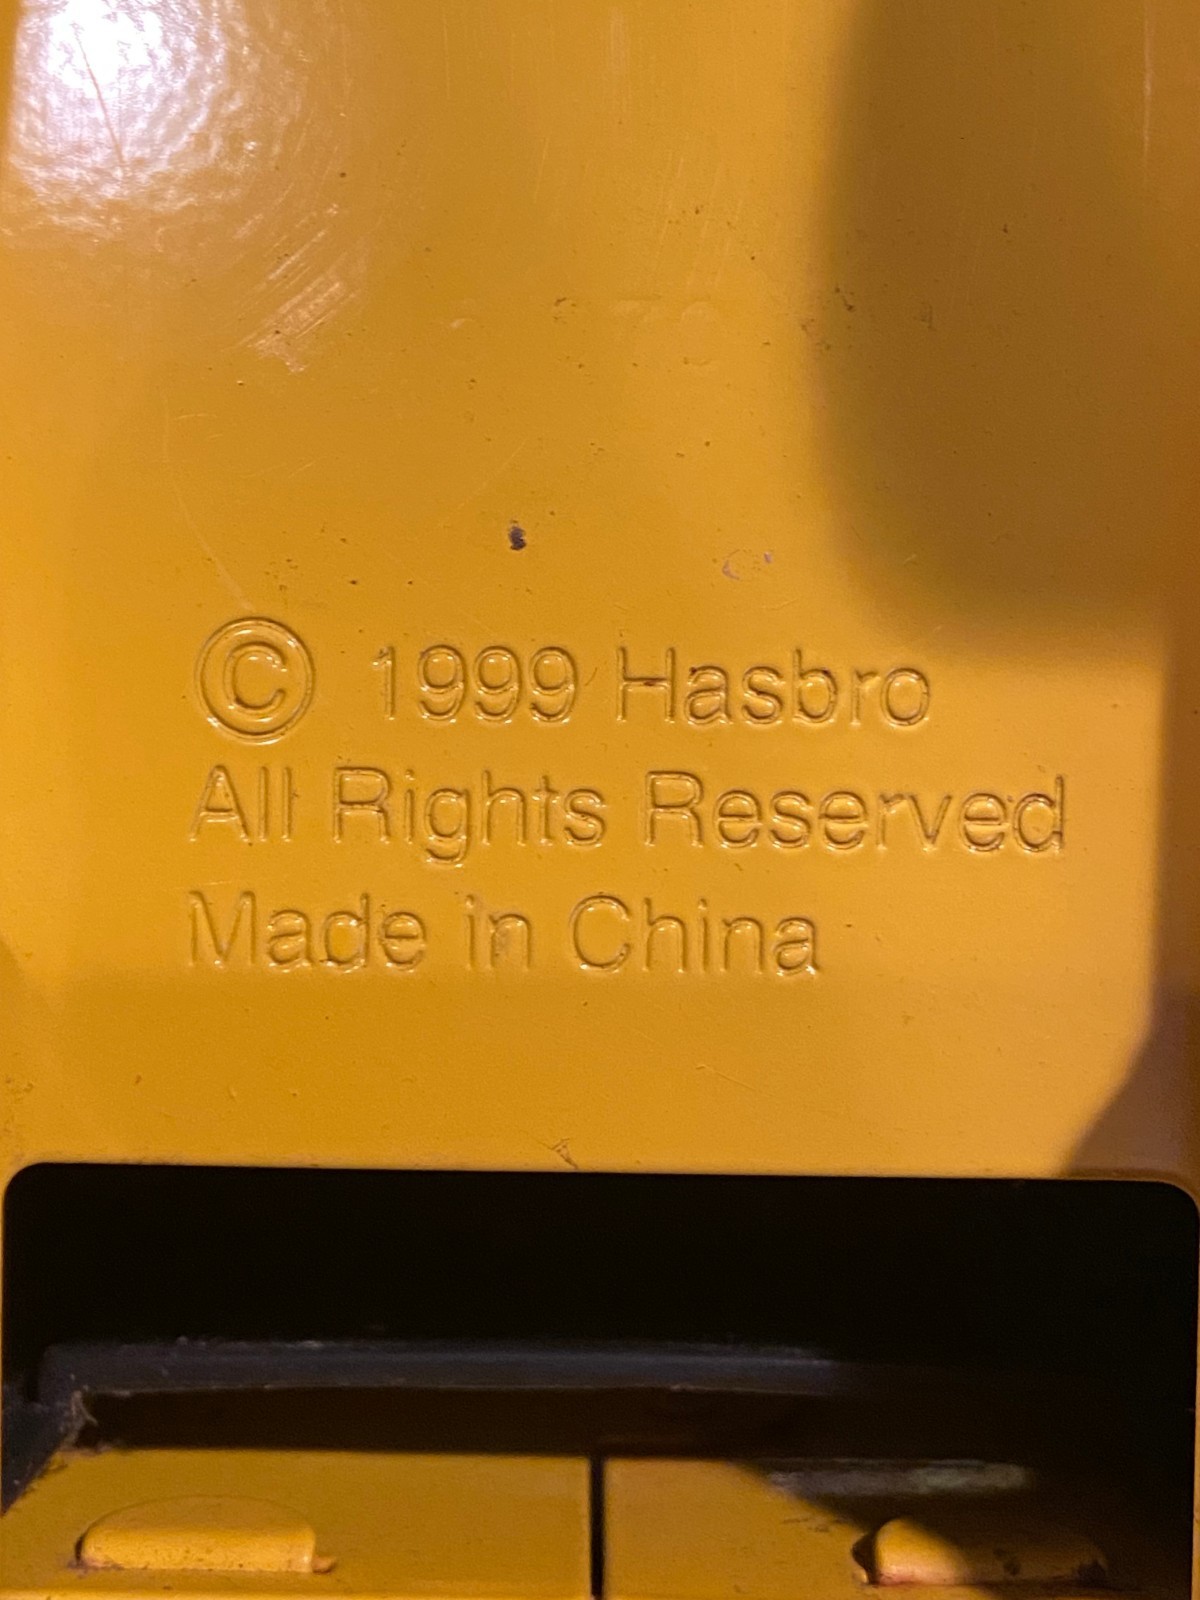 © 1999 Hasbro
All Rights Reserved
Made in China